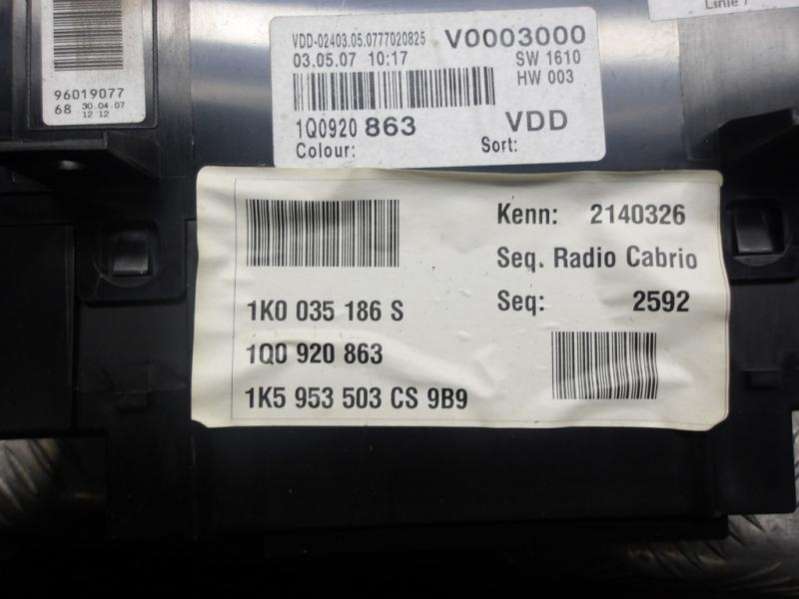 Linie 7
96019077
68 30.04.07
12 12
VDD-02403.05.0777020825 V0003000
03.05.07 10:17 SW 1610
HW 003
1Q0920 863 VDD
Colour: Sort:
Kenn: 2140326
Seq. Radio Cabrio
Seq: 2592
1K0 035 186 S
1Q0 920 863
1K5 953 503 CS 9B9